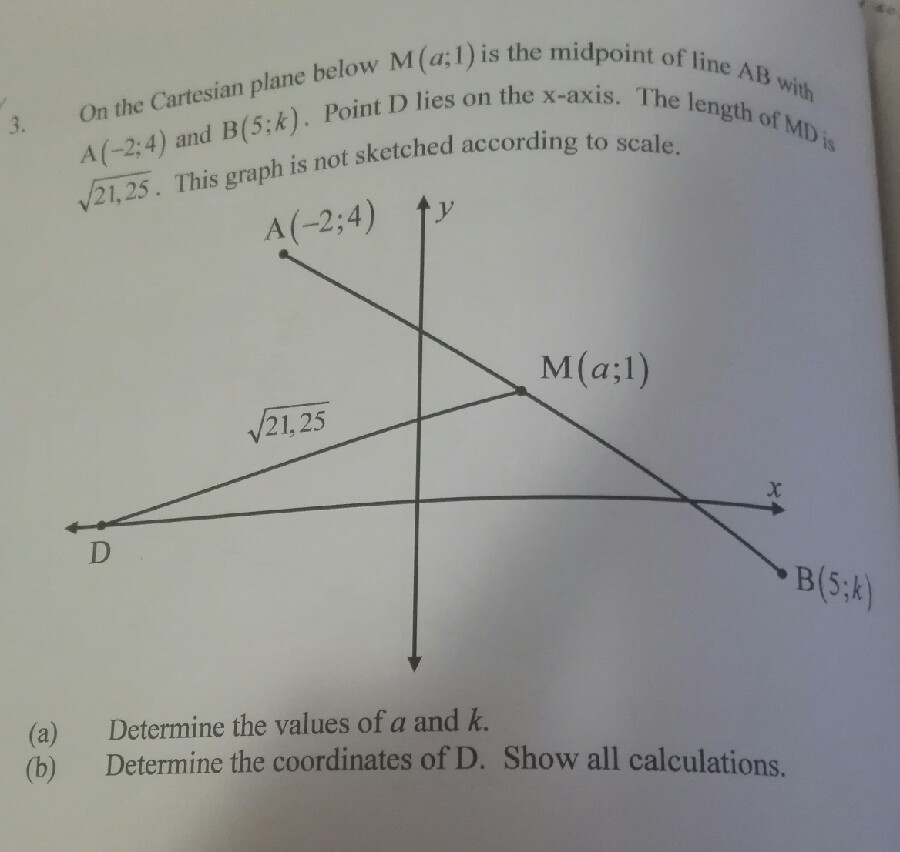 3. On the Cartesian plane below M(a;1) is the midpoint of line AB with
A(−2;4) and B(5;k). Point D lies on the x-axis. The length of MD is
√21,25. This graph is not sketched according to scale.
A(−2;4)
y
M(a;1)
√21,25
x
D
B(5;k)
(a) Determine the values of a and k.
(b) Determine the coordinates of D. Show all calculations.